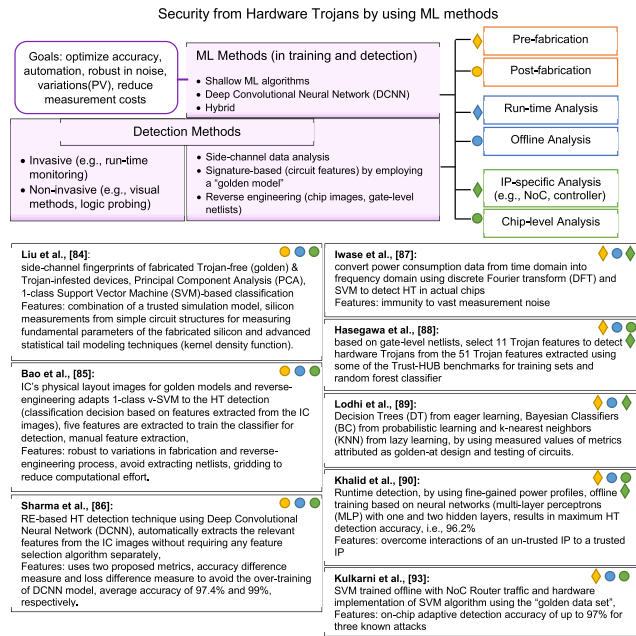 Security from Hardware Trojans by using ML methods
Goals: optimize accuracy,
automation, robust in noise,
variations(PV), reduce
measurement costs
ML Methods (in training and detection)
• Shallow ML algorithms
• Deep Convolutional Neural Network (DCNN)
• Hybrid
Detection Methods
• Invasive (e.g., run-time
monitoring)
• Non-invasive (e.g., visual
methods, logic probing)
• Side-channel data analysis
• Signature-based (circuit features) by employing
a “golden model”
• Reverse engineering (chip images, gate-level
netlists)
Pre-fabrication
Post-fabrication
Run-time Analysis
Offline Analysis
IP-specific Analysis
(e.g., NoC, controller)
Chip-level Analysis
Liu et al., [84]:
side-channel fingerprints of fabricated Trojan-free (golden) &
Trojan-infested devices, Principal Component Analysis (PCA),
1-class Support Vector Machine (SVM)-based classification
Features: combination of a trusted simulation model, silicon
measurements from simple circuit structures for measuring
fundamental parameters of the fabricated silicon and advanced
statistical tail modeling techniques (kernel density function).
Bao et al., [85]:
IC’s physical layout images for golden models and reverse-
engineering adapts 1-class v-SVM to the HT detection
(classification decision based on features extracted from the IC
images), five features are extracted to train the classifier for
detection, manual feature extraction,
Features: robust to variations in fabrication and reverse-
engineering process, avoid extracting netlists, gridding to
reduce computational effort.
Sharma et al., [86]:
RE-based HT detection technique using Deep Convolutional
Neural Network (DCNN), automatically extracts the relevant
features from the IC images without requiring any feature
selection algorithm separately,
Features: uses two proposed metrics, accuracy difference
measure and loss difference measure to avoid the over-training
of DCNN model, average accuracy of 97.4% and 99%,
respectively.
Iwase et al., [87]:
convert power consumption data from time domain into
frequency domain using discrete Fourier transform (DFT) and
SVM to detect HT in actual chips
Features: immunity to vast measurement noise
Hasegawa et al., [88]:
based on gate-level netlists, select 11 Trojan features to detect
hardware Trojans from the 51 Trojan features extracted using
some of the Trust-HUB benchmarks for training sets and
random forest classifier
Lodhi et al., [89]:
Decision Trees (DT) from eager learning, Bayesian Classifiers
(BC) from probabilistic learning and k-nearest neighbors
(KNN) from lazy learning, by using measured values of metrics
attributed as golden-at design and testing of circuits.
Khalid et al., [90]:
Runtime detection, by using fine-gained power profiles, offline
training based on neural networks (multi-layer perceptrons
(MLP) with one and two hidden layers, results in maximum HT
detection accuracy, i.e., 96.2%
Features: overcome interactions of an un-trusted IP to a trusted
IP
Kulkarni et al., [93]:
SVM trained offline with NoC Router traffic and hardware
implementation of SVM algorithm using the “golden data set”,
Features: on-chip adaptive detection accuracy of up to 97% for
three known attacks